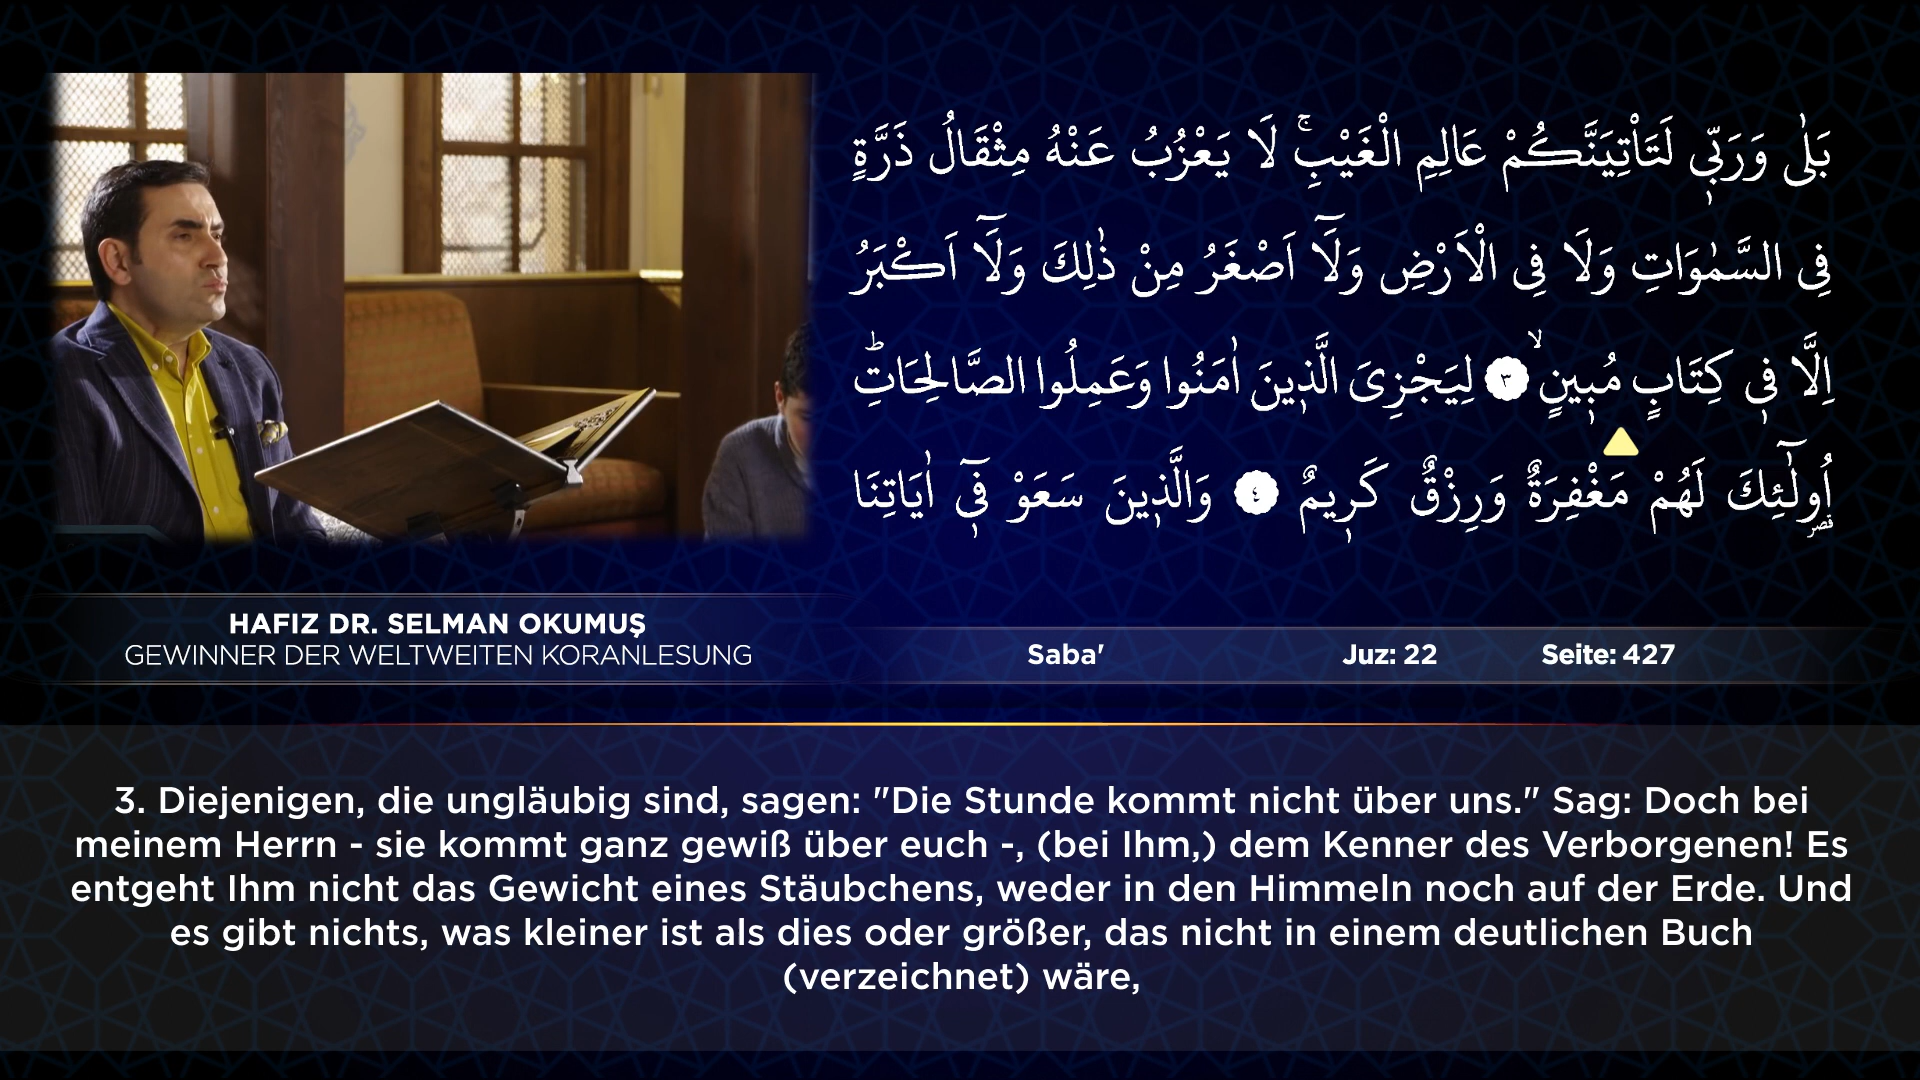 بَلٰى وَرَبّ۪ي لَتَأْتِيَنَّكُمْ عَالِمِ الْغَيْبِۚ لَا يَعْزُبُ عَنْهُ مِثْقَالُ ذَرَّةٍ
فِي السَّمٰوَاتِ وَلَا فِي الْاَرْضِ وَلَٓا اَصْغَرُ مِنْ ذٰلِكَ وَلَٓا اَكْبَرُ
اِلَّا ف۪ي كِتَابٍ مُب۪ينٍۙ ﴿٣﴾ لِيَجْزِيَ الَّذ۪ينَ اٰمَنُوا وَعَمِلُوا الصَّالِحَاتِۜ
اُو۬لٰٓئِكَ لَهُمْ مَغْفِرَةٌ وَرِزْقٌ كَر۪يمٌ ﴿٤﴾ وَالَّذ۪ينَ سَعَوْ ف۪ٓي اٰيَاتِنَا
HAFIZ DR. SELMAN OKUMUŞ
GEWINNER DER WELTWEITEN KORANLESUNG
Saba' Juz: 22 Seite: 427
3. Diejenigen, die ungläubig sind, sagen: "Die Stunde kommt nicht über uns." Sag: Doch bei
meinem Herrn - sie kommt ganz gewiß über euch -, (bei Ihm,) dem Kenner des Verborgenen! Es
entgeht Ihm nicht das Gewicht eines Stäubchens, weder in den Himmeln noch auf der Erde. Und
es gibt nichts, was kleiner ist als dies oder größer, das nicht in einem deutlichen Buch
(verzeichnet) wäre,